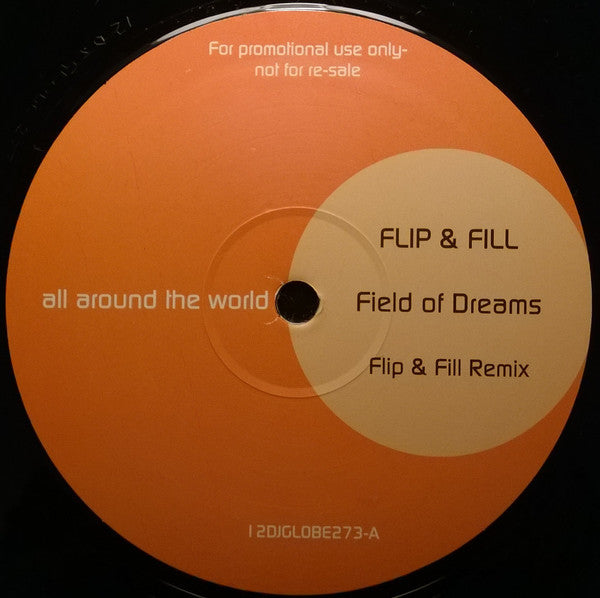 For promotional use only-
not for re-sale
FLIP & FILL
all around the world
Field of Dreams
Flip & Fill Remix
12DJGLOBE273-A